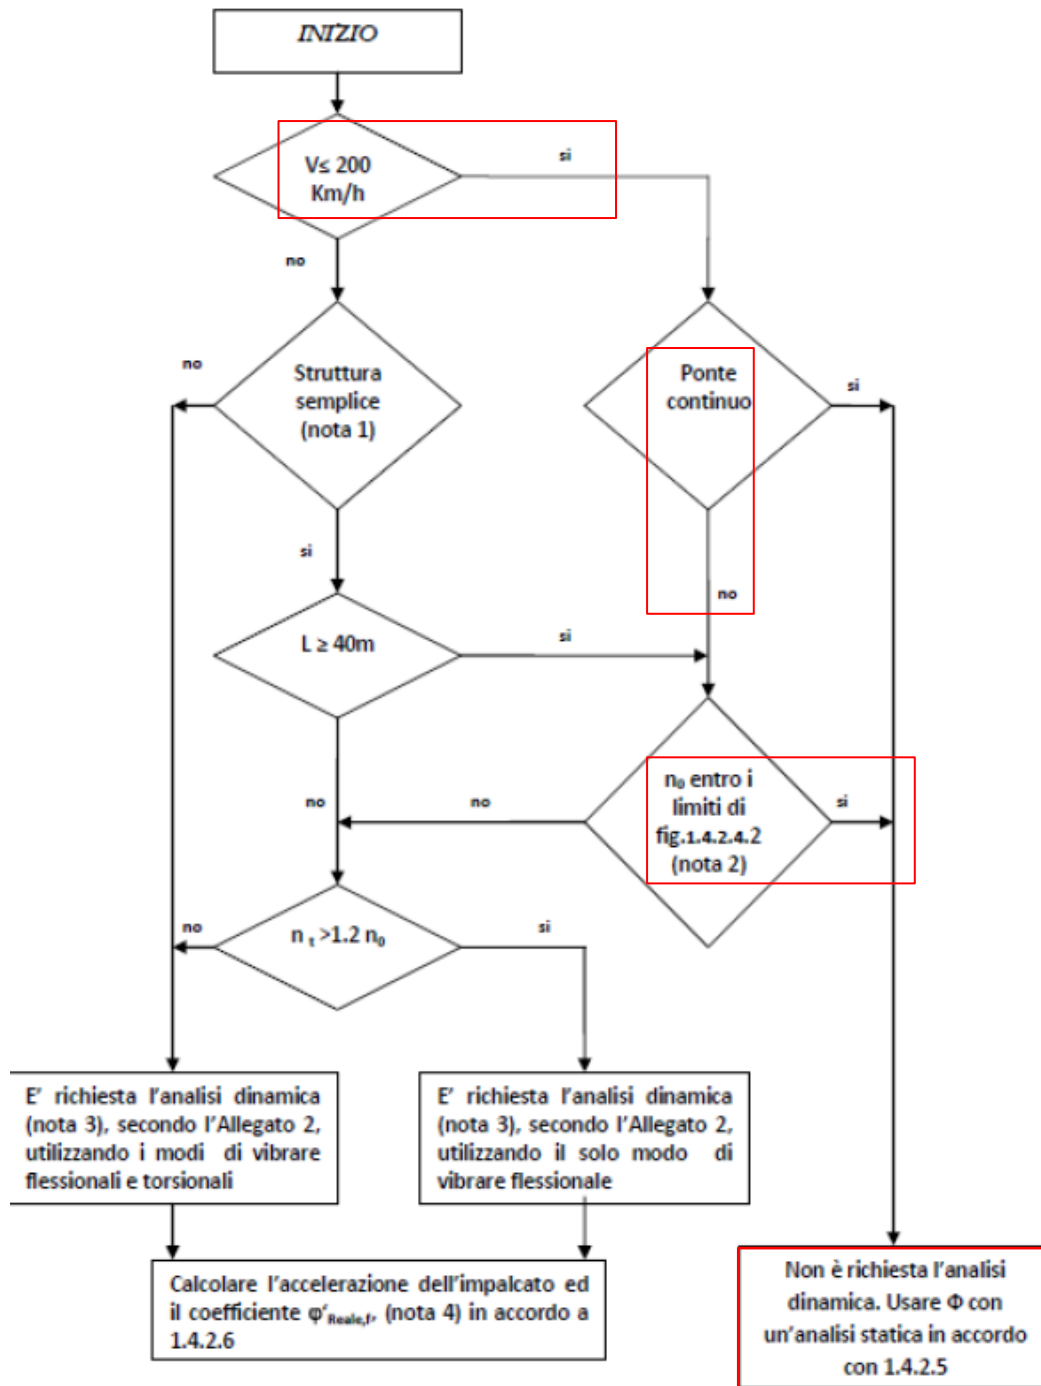 INIZIO
V≤ 200
Km/h
si
no
no
Struttura
semplice
(nota 1)
Ponte
continuo
si
si
no
L ≥ 40m
si
no
no
n₀ entro i
limiti di
fig.1.4.2.4.2
(nota 2)
si
no
n t >1.2 n₀
si
E' richiesta l'analisi dinamica
(nota 3), secondo l'Allegato 2,
utilizzando i modi di vibrare
flessionali e torsionali
E' richiesta l'analisi dinamica
(nota 3), secondo l'Allegato 2,
utilizzando il solo modo di
vibrare flessionale
Calcolare l'accelerazione dell'impalcato ed
il coefficiente φ'Reale,f, (nota 4) in accordo a
1.4.2.6
Non è richiesta l'analisi
dinamica. Usare Φ con
un'analisi statica in accordo
con 1.4.2.5